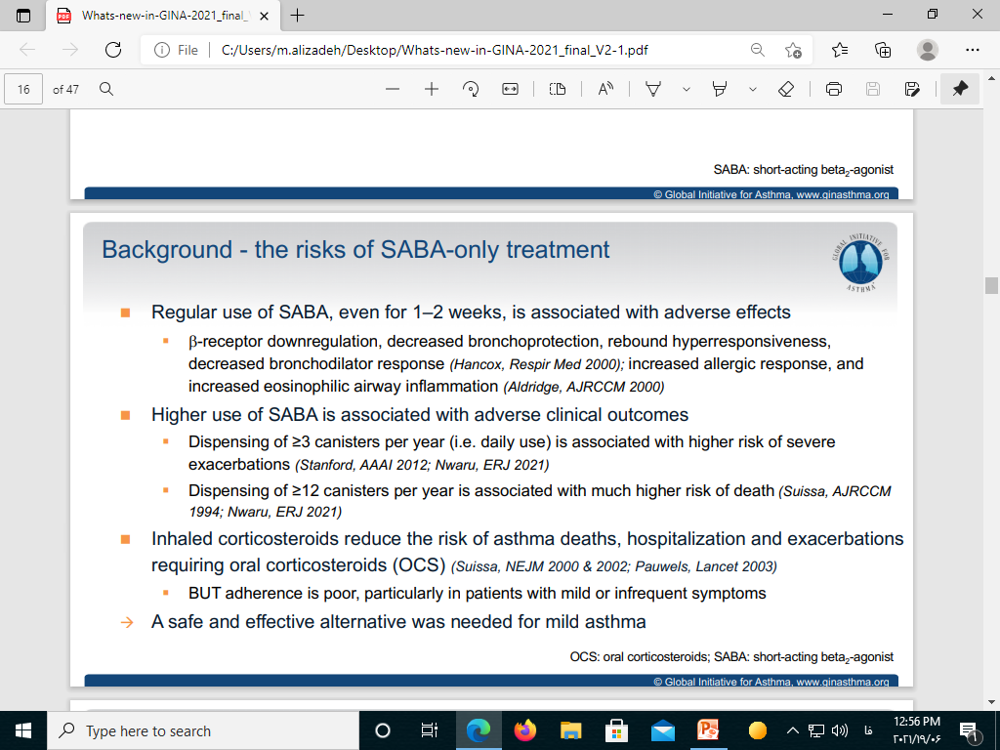 Whats-new-in-GINA-2021_final_
File
C:/Users/m.alizadeh/Desktop/Whats-new-in-GINA-2021_final_V2-1.pdf
16 of 47
SABA: short-acting beta2-agonist
© Global Initiative for Asthma, www.ginasthma.org
Background - the risks of SABA-only treatment
GLOBAL INITIATIVE FOR ASTHMA
■ Regular use of SABA, even for 1–2 weeks, is associated with adverse effects
▪ β-receptor downregulation, decreased bronchoprotection, rebound hyperresponsiveness,
decreased bronchodilator response (Hancox, Respir Med 2000); increased allergic response, and
increased eosinophilic airway inflammation (Aldridge, AJRCCM 2000)
■ Higher use of SABA is associated with adverse clinical outcomes
▪ Dispensing of ≥3 canisters per year (i.e. daily use) is associated with higher risk of severe
exacerbations (Stanford, AAAI 2012; Nwaru, ERJ 2021)
▪ Dispensing of ≥12 canisters per year is associated with much higher risk of death (Suissa, AJRCCM
1994; Nwaru, ERJ 2021)
■ Inhaled corticosteroids reduce the risk of asthma deaths, hospitalization and exacerbations
requiring oral corticosteroids (OCS) (Suissa, NEJM 2000 & 2002; Pauwels, Lancet 2003)
▪ BUT adherence is poor, particularly in patients with mild or infrequent symptoms
→ A safe and effective alternative was needed for mild asthma
OCS: oral corticosteroids; SABA: short-acting beta2-agonist
© Global Initiative for Asthma, www.ginasthma.org
Type here to search
فا
12:56 PM
۲۰۲۱/۱۹/۰۶
1